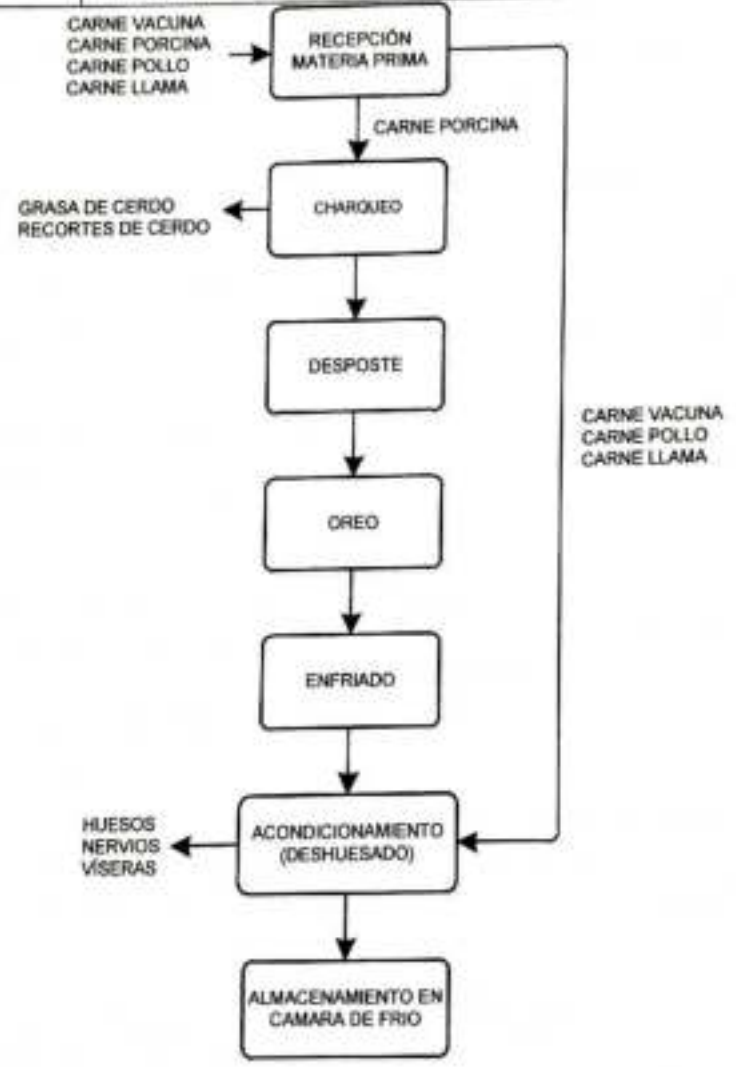 CARNE VACUNA
CARNE PORCINA
CARNE POLLO
CARNE LLAMA
RECEPCIÓN
MATERIA PRIMA
CARNE PORCINA
CHARQUEO
GRASA DE CERDO
RECORTES DE CERDO
DESPOSTE
CARNE VACUNA
CARNE POLLO
CARNE LLAMA
OREO
ENFRIADO
HUESOS
NERVIOS
VÍSERAS
ACONDICIONAMIENTO
(DESHUESADO)
ALMACENAMIENTO EN
CAMARA DE FRIO